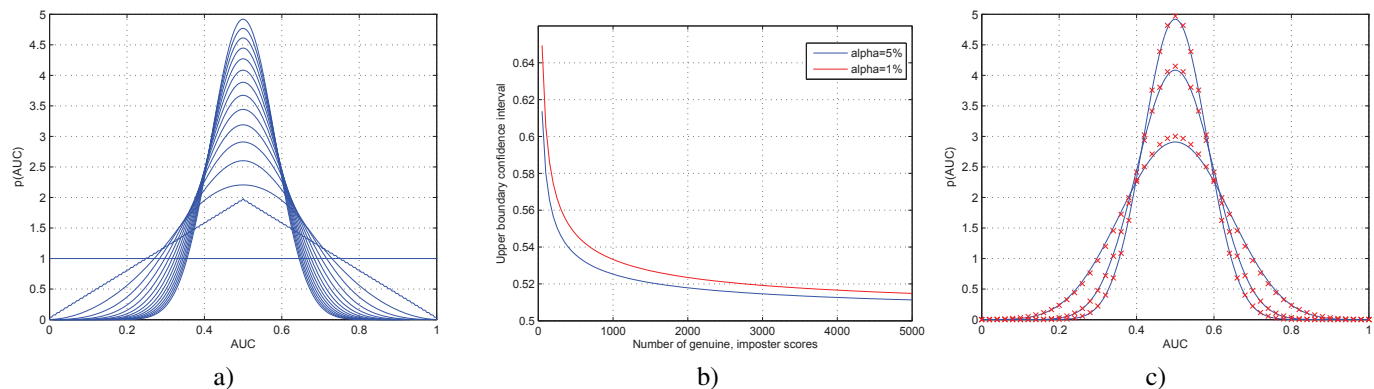 5
4.5
4
3.5
3
2.5
2
1.5
1
0.5
0
p(AUC)
0 0.2 0.4 0.6 0.8 1
AUC
a)
0.64
0.62
0.6
0.58
0.56
0.54
0.52
Upper boundary confidence interval
alpha=5%
alpha=1%
0 1000 2000 3000 4000 5000
Number of genuine, imposter scores
b)
5
4.5
4
3.5
3
2.5
2
1.5
1
0.5
0
p(AUC)
0 0.2 0.4 0.6 0.8 1
AUC
c)